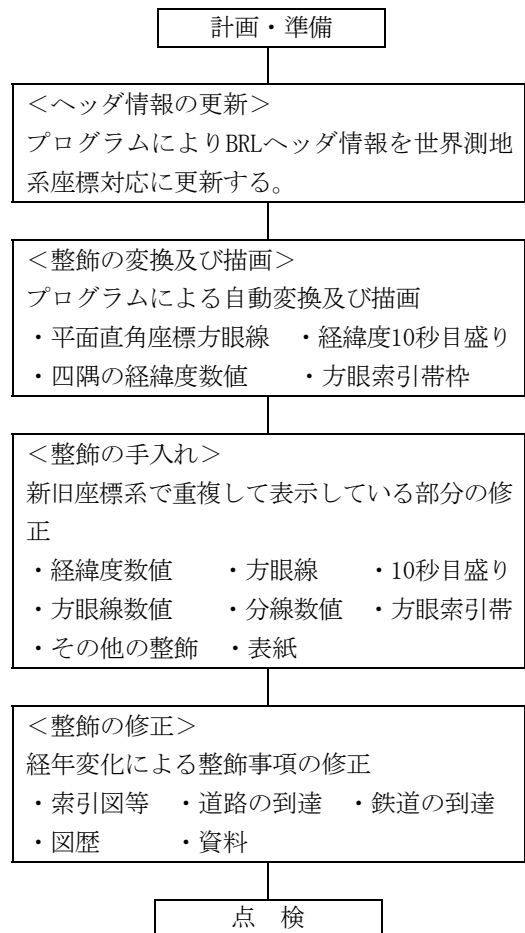 計画・準備
＜ヘッダ情報の更新＞
プログラムによりBRLヘッダ情報を世界測地
系座標対応に更新する。
＜整飾の変換及び描画＞
プログラムによる自動変換及び描画
・平面直角座標方眼線　・経緯度10秒目盛り
・四隅の経緯度数値　　・方眼索引帯枠
＜整飾の手入れ＞
新旧座標系で重複して表示している部分の修
正
・経緯度数値　　・方眼線　　・10秒目盛り
・方眼線数値　　・分線数値　・方眼索引帯
・その他の整飾　・表紙
＜整飾の修正＞
経年変化による整飾事項の修正
・索引図等　・道路の到達　・鉄道の到達
・図歴　　　・資料
点　検